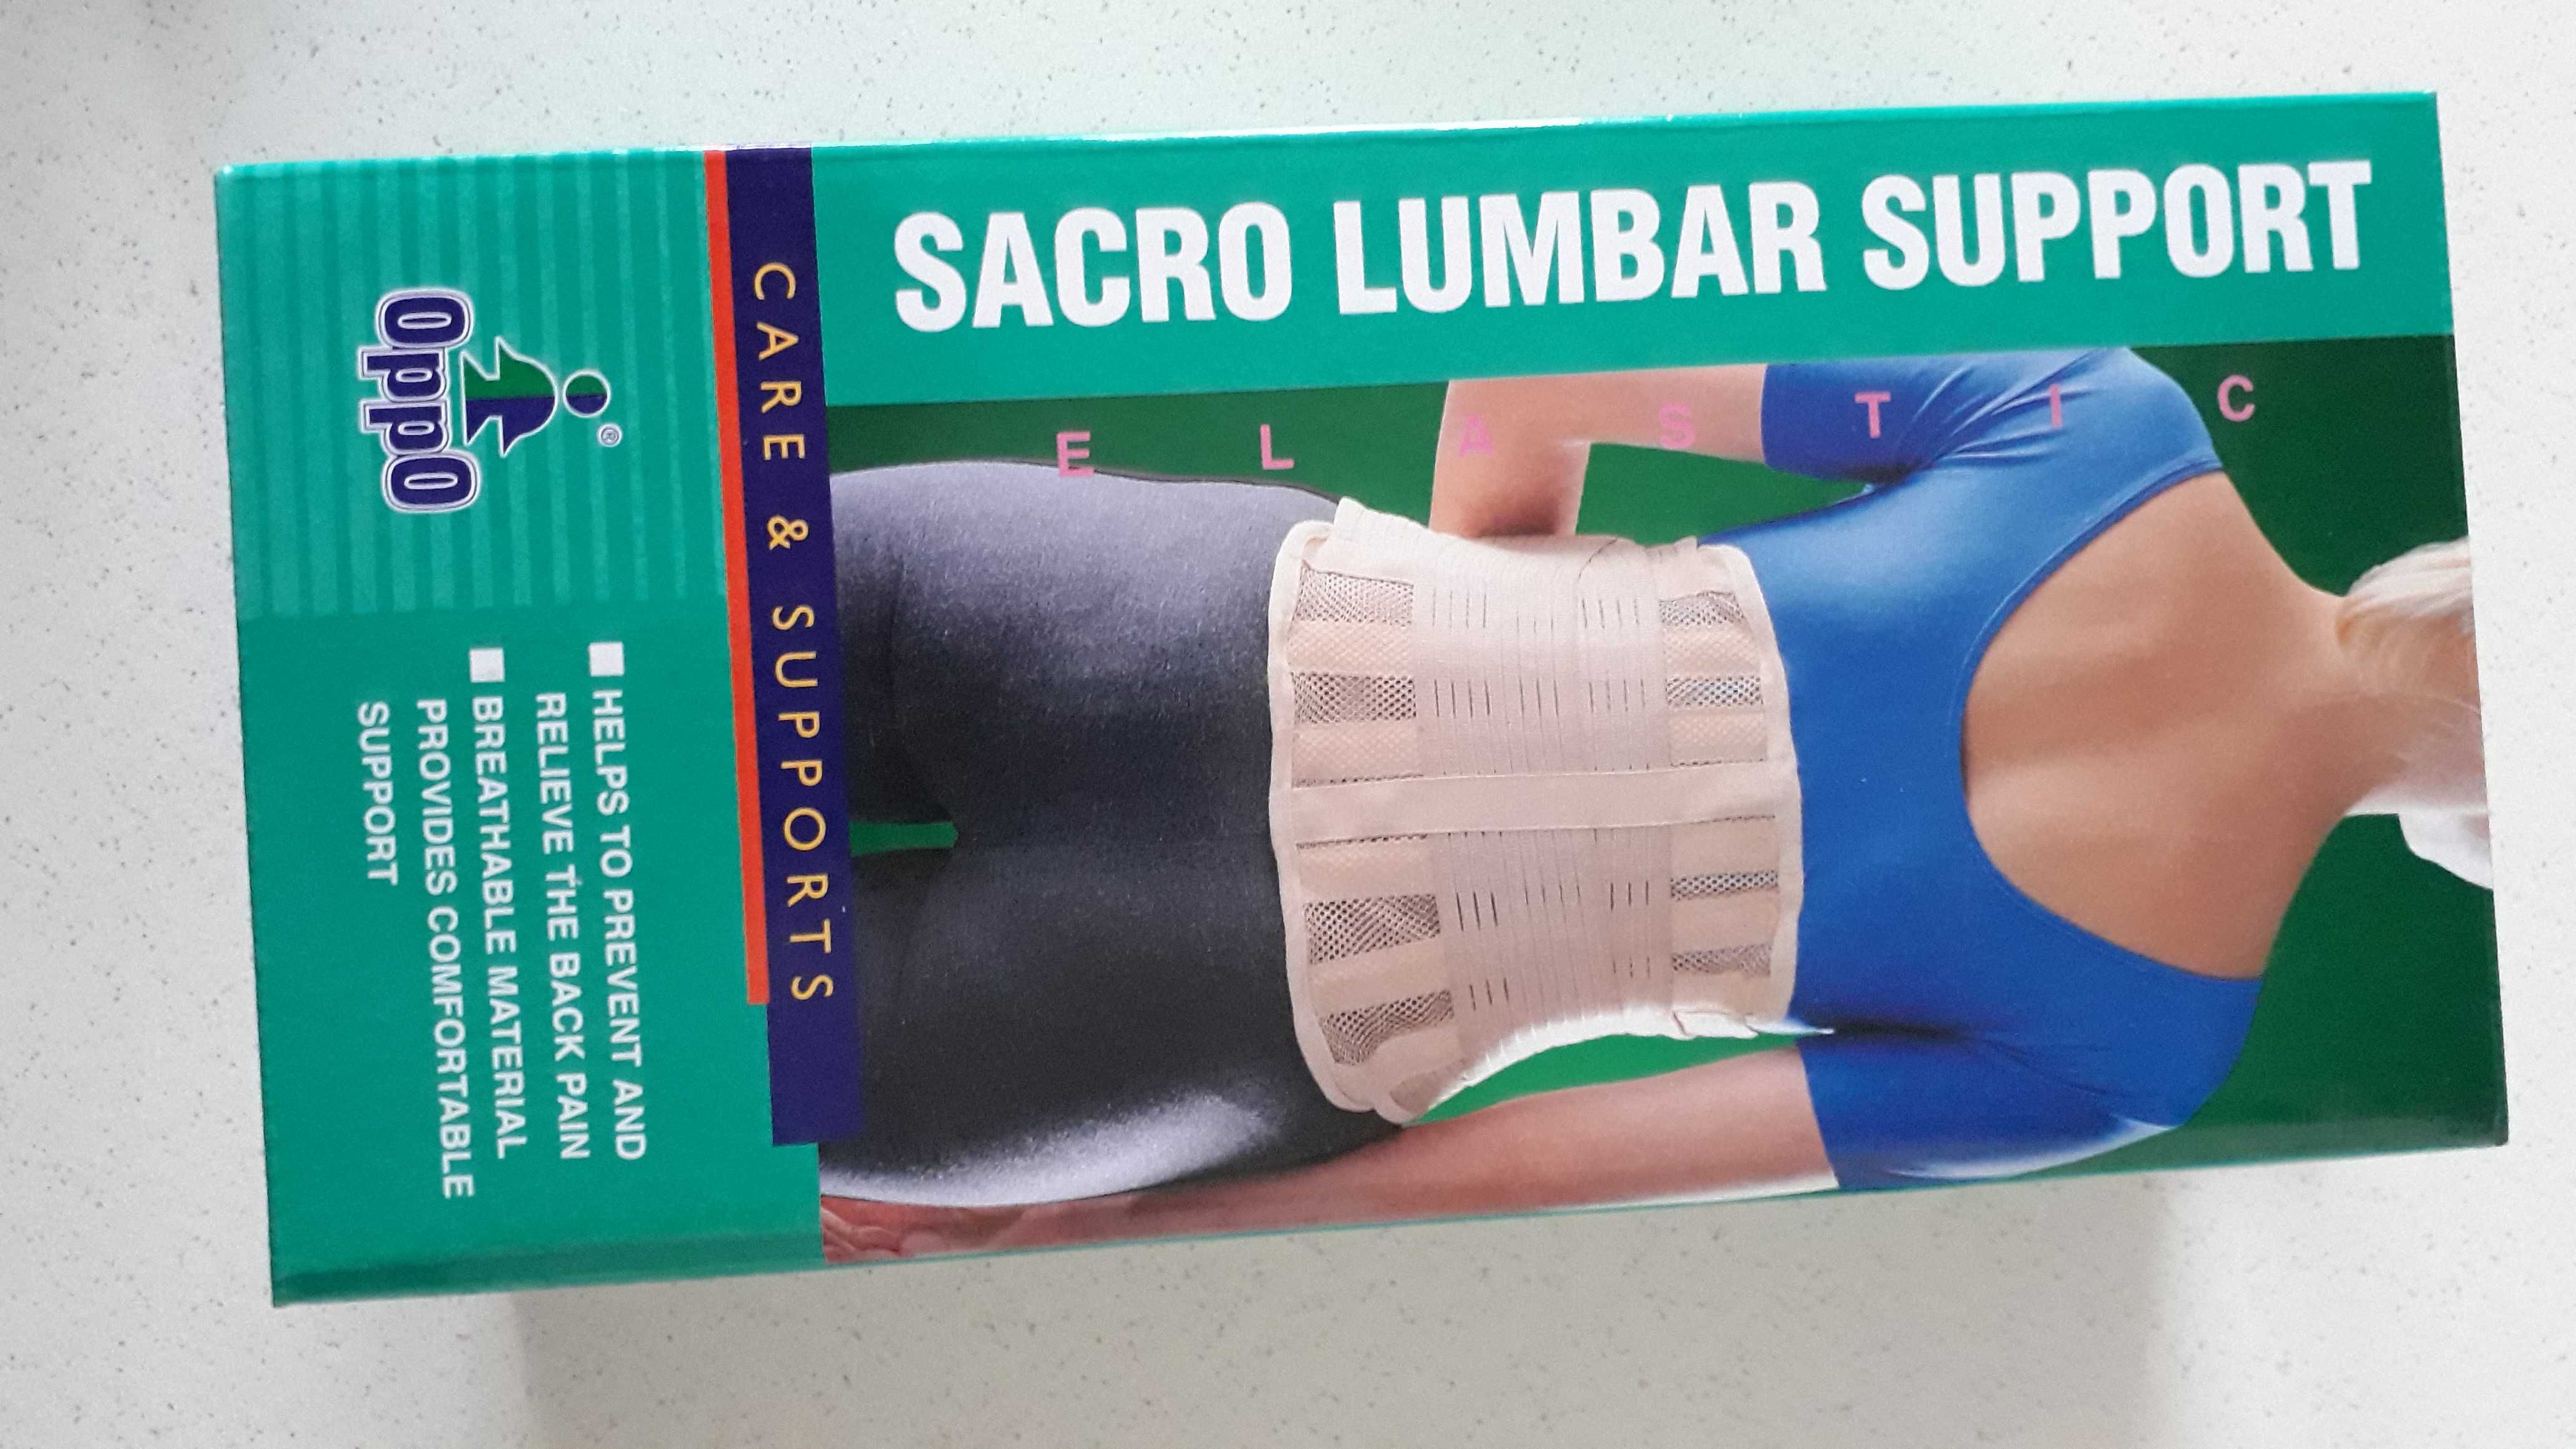 SACRO LUMBAR SUPPORT
ELASTIC
CARE & SUPPORTS
OppO
®
■ HELPS TO PREVENT AND
RELIEVE THE BACK PAIN
■ BREATHABLE MATERIAL
PROVIDES COMFORTABLE
SUPPORT